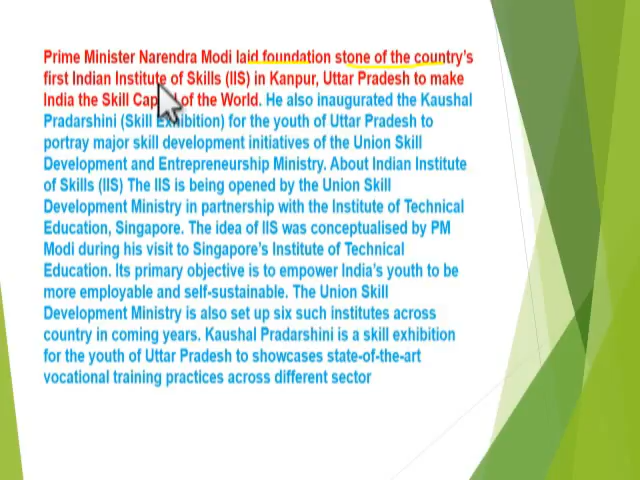 Prime Minister Narendra Modi laid foundation stone of the country's
first Indian Institute of Skills (IIS) in Kanpur, Uttar Pradesh to make
India the Skill of the World. He also inaugurated the Kaushal
Pradarshini (Skill Exhibition) for the youth of Uttar Pradesh to
portray major skill development initiatives of the Union Skill
Development and Entrepreneurship Ministry. About Indian Institute
of Skills (IIS) The IIS is being opened by the Union Skill
Development Ministry in partnership with the Institute of Technical
Education, Singapore. The idea of IIS was conceptualised by PM
Modi during his visit to Singapore's Institute of Technical
Education. Its primary objective is to empower India's youth to be
more employable and self-sustainable. The Union Skill
Development Ministry is also set up six such institutes across
country in coming years. Kaushal Pradarshini is a skill exhibition
for the youth of Uttar Pradesh to showcases state-of-the-art
vocational training practices across different sector